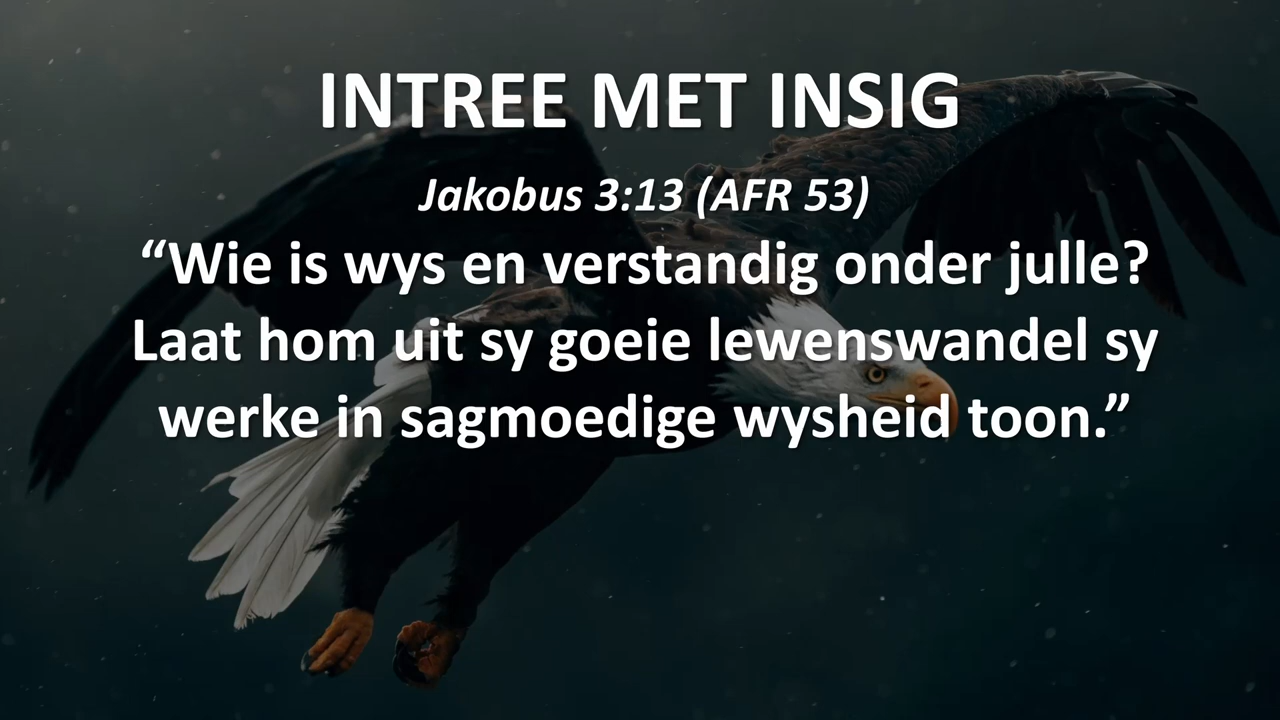 INTREE MET INSIG
Jakobus 3:13 (AFR 53)
“Wie is wys en verstandig onder julle?
Laat hom uit sy goeie lewenswandel sy
werke in sagmoedige wysheid toon.”